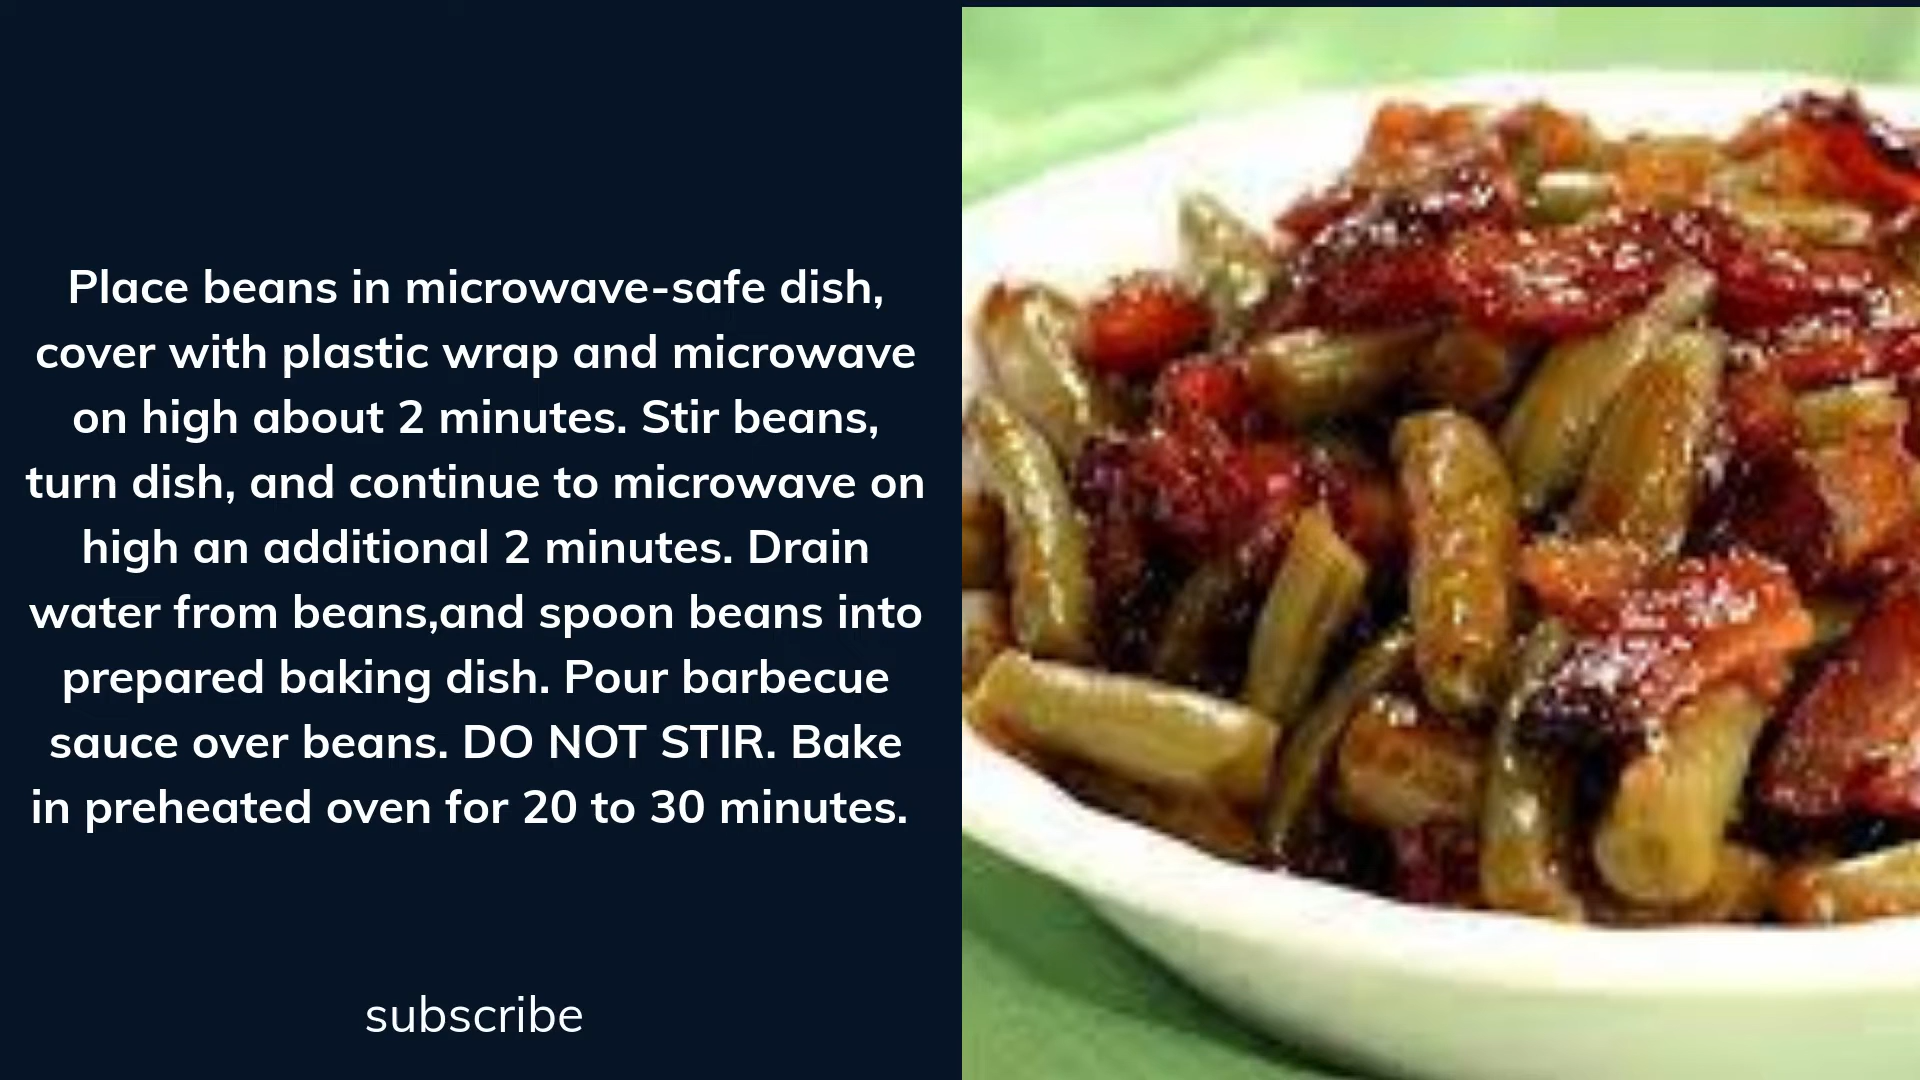 Place beans in microwave-safe dish,
cover with plastic wrap and microwave
on high about 2 minutes. Stir beans,
turn dish, and continue to microwave on
high an additional 2 minutes. Drain
water from beans,and spoon beans into
prepared baking dish. Pour barbecue
sauce over beans. DO NOT STIR. Bake
in preheated oven for 20 to 30 minutes.
subscribe